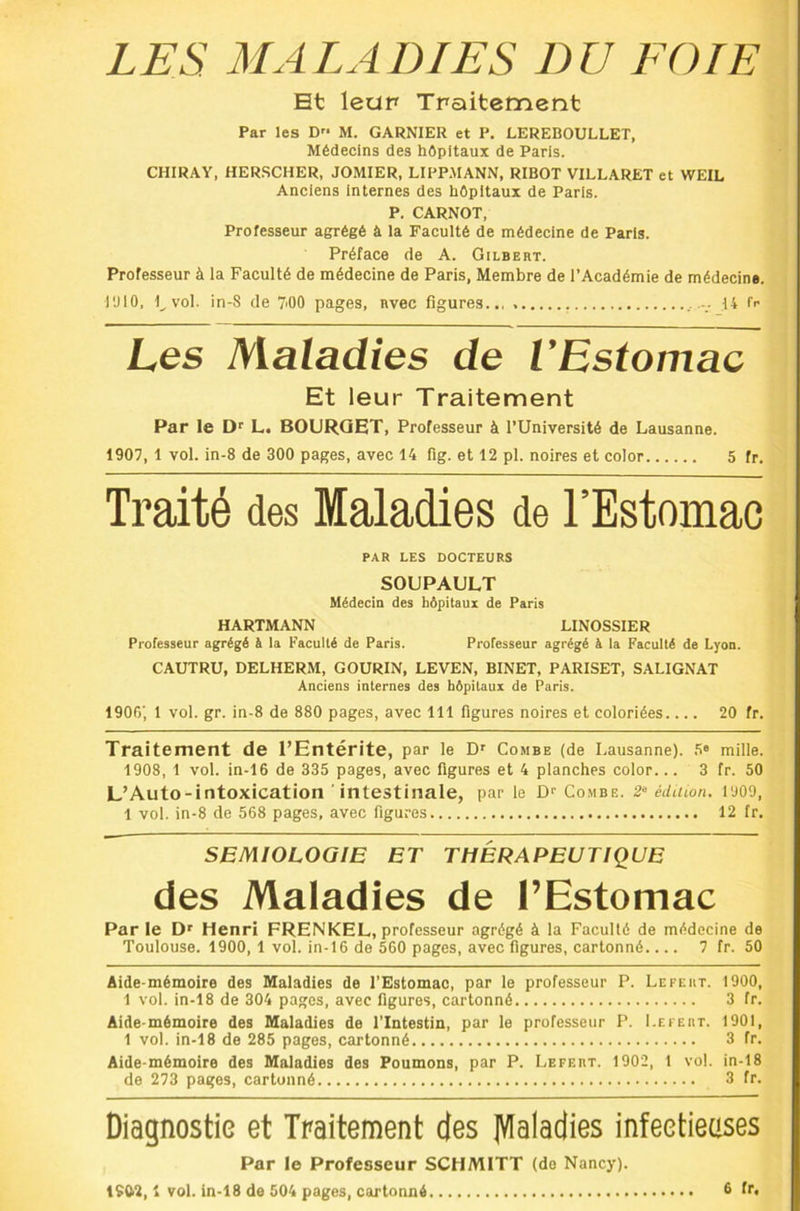 LES MALADIES DU FOIE
Et leur Traitement
Par les Drs M. GARNIER et P. LEREBOULLET,
Médecins des hôpitaux de Paris.
CHIRAY, HERSCHER, JOMIER, LIPPMANN, RIBOT VILLARET et WEIL
Anciens internes des hôpitaux de Paris.
P. CARNOT,
Professeur agrégé à la Faculté de médecine de Paris.
Préface de A. GILBERT.
Professeur à la Faculté de médecine de Paris, Membre de l'Académie de médecine.
1910, 1 vol. in-8 de 700 pages, avec figures........................ 14 fr
Les Maladies de l'Estomac
Et leur Traitement
Par le Dr L. BOURGET, Professeur à l'Université de Lausanne.
1907, 1 vol. in-8 de 300 pages, avec 14 fig. et 12 pl. noires et color...... 5 fr.
Traité des Maladies de l'Estomac
PAR LES DOCTEURS
SOUPAULT
Médecin des hôpitaux de Paris
HARTMANN LINOSSIER
Professeur agrégé à la Faculté de Paris. Professeur agrégé à la Faculté de Lyon.
CAUTRU, DELHERM, GOURIN, LEVEN, BINET, PARISET, SALIGNAT
Anciens internes des hôpitaux de Paris.
1906, 1 vol. gr. in-8 de 880 pages, avec 111 figures noires et coloriées.... 20 fr.
Traitement de l'Entérite, par le Dr COMBE (de Lausanne). 5e mille.
1908, 1 vol. in-16 de 335 pages, avec figures et 4 planches color... 3 fr. 50
L'Auto-intoxication intestinale, par le Dr COMBE. 2e édition. 1909,
1 vol. in-8 de 568 pages, avec figures................................ 12 fr.
SEMIOLOGIE ET THÉRAPEUTIQUE
des Maladies de l'Estomac
Par le Dr Henri FRENKEL, professeur agrégé à la Faculté de médecine de
Toulouse. 1900, 1 vol. in-16 de 560 pages, avec figures, cartonné.... 7 fr. 50
Aide-mémoire des Maladies de l'Estomac, par le professeur P. LEFERT. 1900,
1 vol. in-18 de 304 pages, avec figures, cartonné...................... 3 fr.
Aide-mémoire des Maladies de l'Intestin, par le professeur P. LEFERT. 1901,
1 vol. in-18 de 285 pages, cartonné.................................. 3 fr.
Aide-mémoire des Maladies des Poumons, par P. LEFERT. 1902, 1 vol. in-18
de 273 pages, cartonné............................................ 3 fr.
Diagnostic et Traitement des Maladies infectieuses
Par le Professeur SCHMITT (de Nancy).
1902, 1 vol. in-18 de 504 pages, cartonné................................ 6 fr.